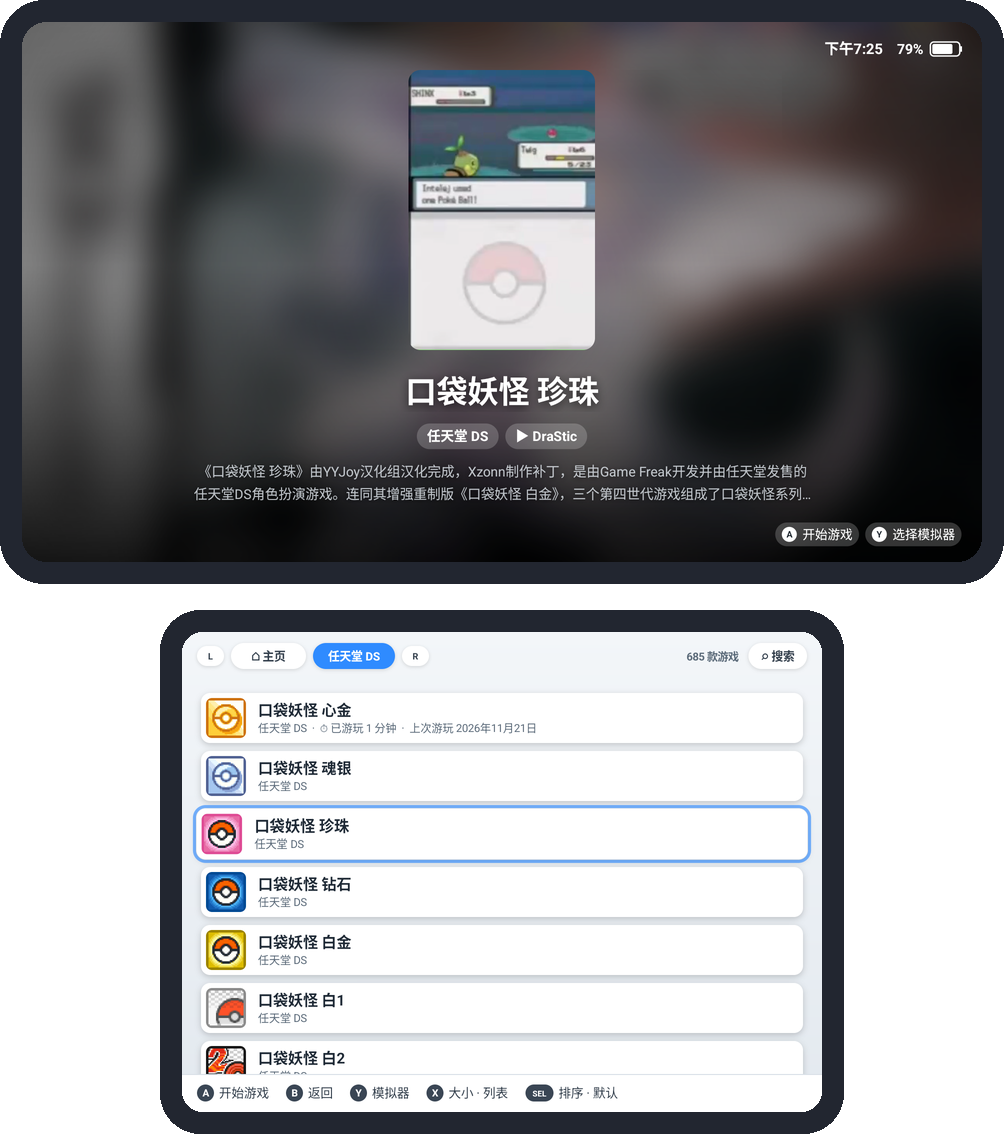 下午7:25 79%
SHINX Lv3
Twig Lv6
5/23
Intelaj used
one Poké Ball!
口袋妖怪 珍珠
任天堂 DS ▶ DraStic
《口袋妖怪 珍珠》由YYJoy汉化组汉化完成，Xzonn制作补丁，是由Game Freak开发并由任天堂发售的
任天堂DS角色扮演游戏。连同其增强重制版《口袋妖怪 白金》，三个第四世代游戏组成了口袋妖怪系列...
A 开始游戏 Y 选择模拟器
L 主页 任天堂 DS R 685 款游戏 搜索
口袋妖怪 心金
任天堂 DS · 已游玩 1 分钟 · 上次游玩 2026年11月21日
口袋妖怪 魂银
任天堂 DS
口袋妖怪 珍珠
任天堂 DS
口袋妖怪 钻石
任天堂 DS
口袋妖怪 白金
任天堂 DS
口袋妖怪 白1
任天堂 DS
2
口袋妖怪 白2
任天堂 DS
A 开始游戏 B 返回 Y 模拟器 X 大小 · 列表 SEL 排序 · 默认